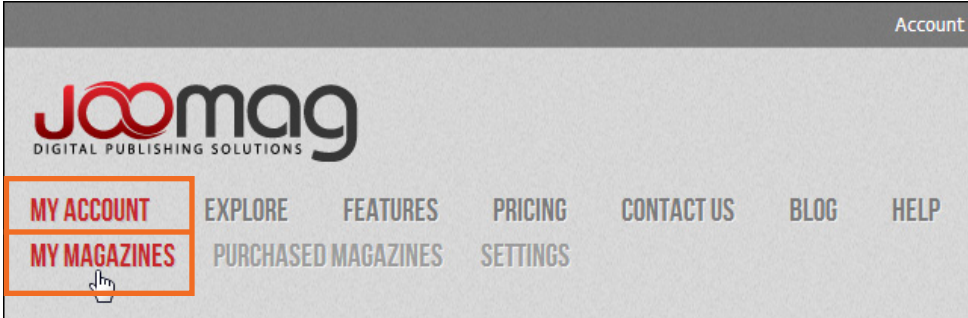 Account
Joomag
DIGITAL PUBLISHING SOLUTIONS
MY ACCOUNT EXPLORE FEATURES PRICING CONTACT US BLOG HELP
MY MAGAZINES PURCHASED MAGAZINES SETTINGS